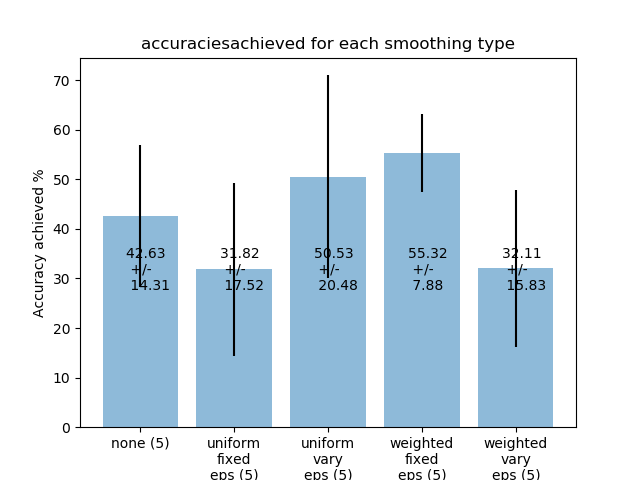 accuraciesachieved for each smoothing type
Accuracy achieved %
70
60
50
40
30
20
10
0
42.63
+/-
14.31
31.82
+/-
17.52
50.53
+/-
20.48
55.32
+/-
7.88
32.11
+/-
15.83
none (5)
uniform
fixed
eps (5)
uniform
vary
eps (5)
weighted
fixed
eps (5)
weighted
vary
eps (5)